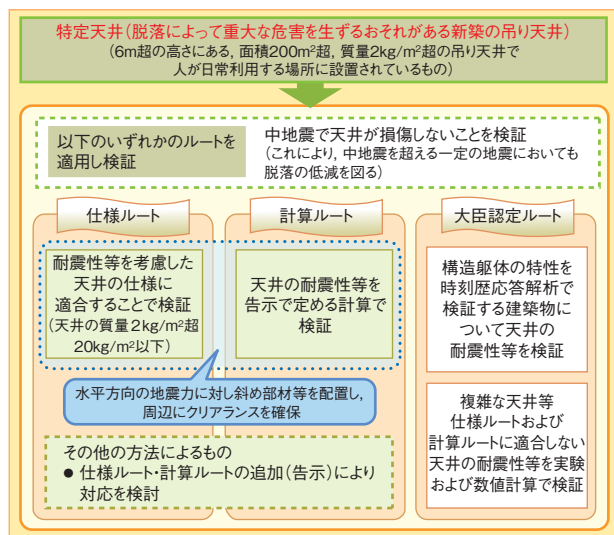 特定天井(脱落によって重大な危害を生ずるおそれがある新築の吊り天井)
(6m超の高さにある, 面積200m²超, 質量2kg/m²超の吊り天井で
人が日常利用する場所に設置されているもの)
以下のいずれかのルートを
適用し検証
中地震で天井が損傷しないことを検証
(これにより, 中地震を超える一定の地震においても
脱落の低減を図る)
仕様ルート
耐震性等を考慮した
天井の仕様に
適合することで検証
(天井の質量2kg/m²超
20kg/m²以下)
計算ルート
天井の耐震性等を
告示で定める計算で
検証
水平方向の地震力に対し斜め部材等を配置し,
周辺にクリアランスを確保
その他の方法によるもの
● 仕様ルート・計算ルートの追加(告示)により
対応を検討
大臣認定ルート
構造躯体の特性を
時刻歴応答解析で
検証する建築物に
ついて天井の
耐震性等を検証
複雑な天井等
仕様ルートおよび
計算ルートに適合しない
天井の耐震性等を実験
および数値計算で検証